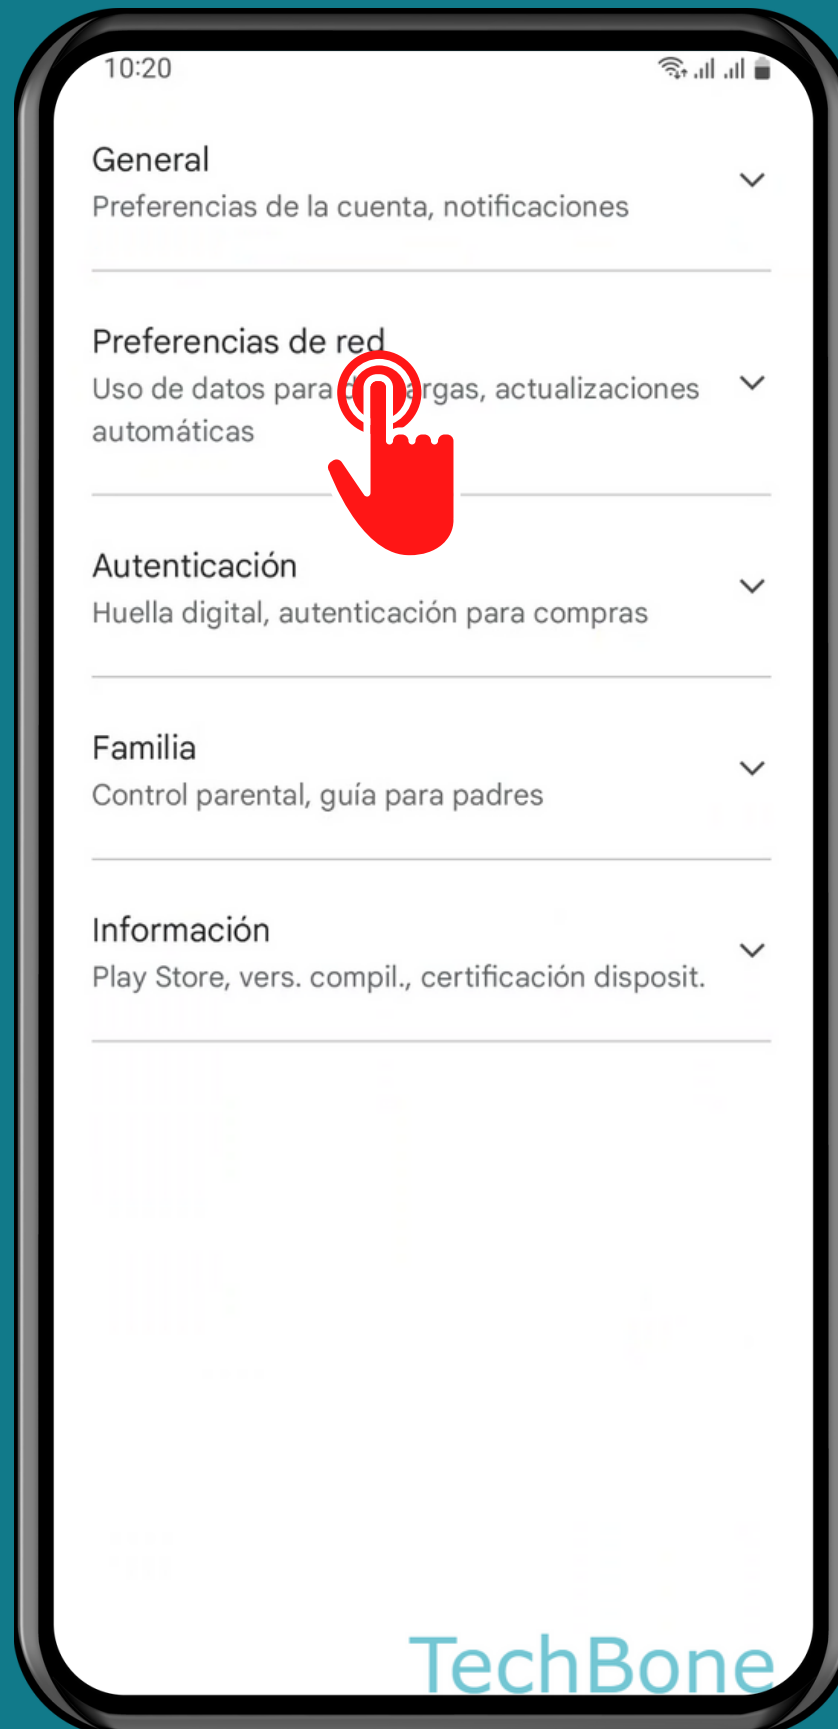 10:20
General
Preferencias de la cuenta, notificaciones
Preferencias de red
Uso de datos para actualizaciones
automáticas
Autenticación
Huella digital, autenticación para compras
Familia
Control parental, guía para padres
Información
Play Store, vers. compil., certificación disposit.
TechBone